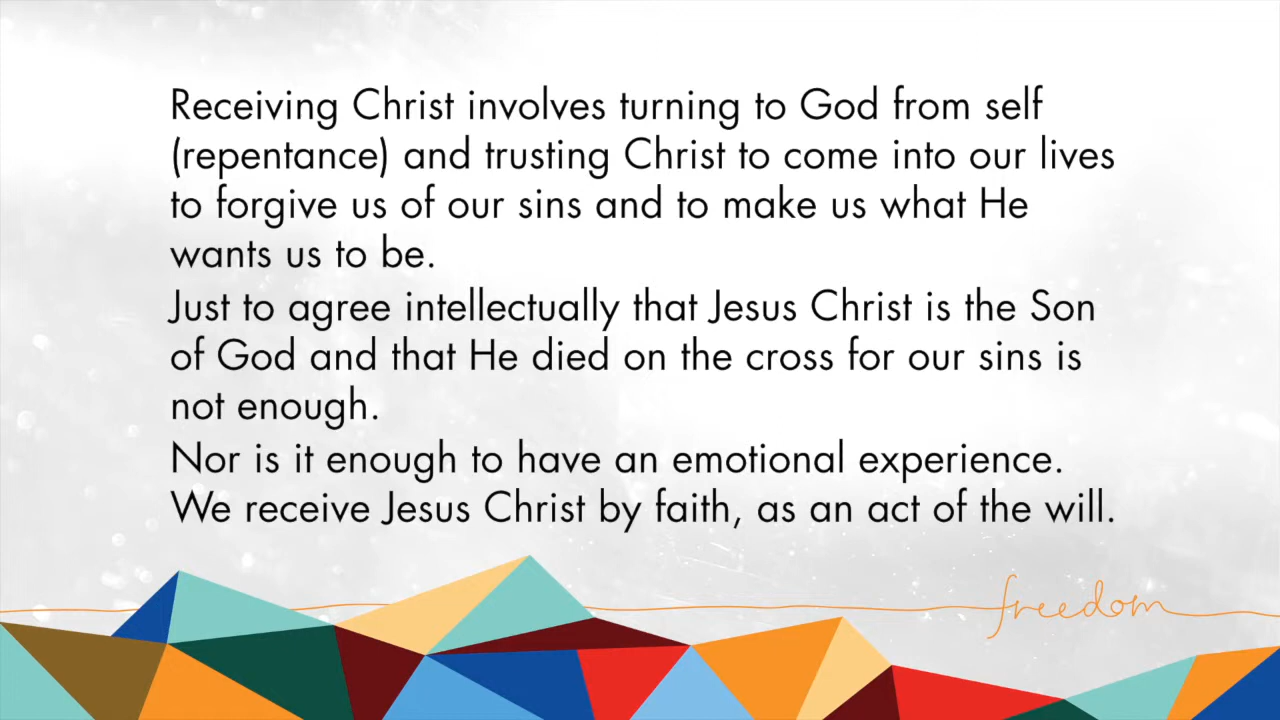 Receiving Christ involves turning to God from self
(repentance) and trusting Christ to come into our lives
to forgive us of our sins and to make us what He
wants us to be.
Just to agree intellectually that Jesus Christ is the Son
of God and that He died on the cross for our sins is
not enough.
Nor is it enough to have an emotional experience.
We receive Jesus Christ by faith, as an act of the will.
freedom